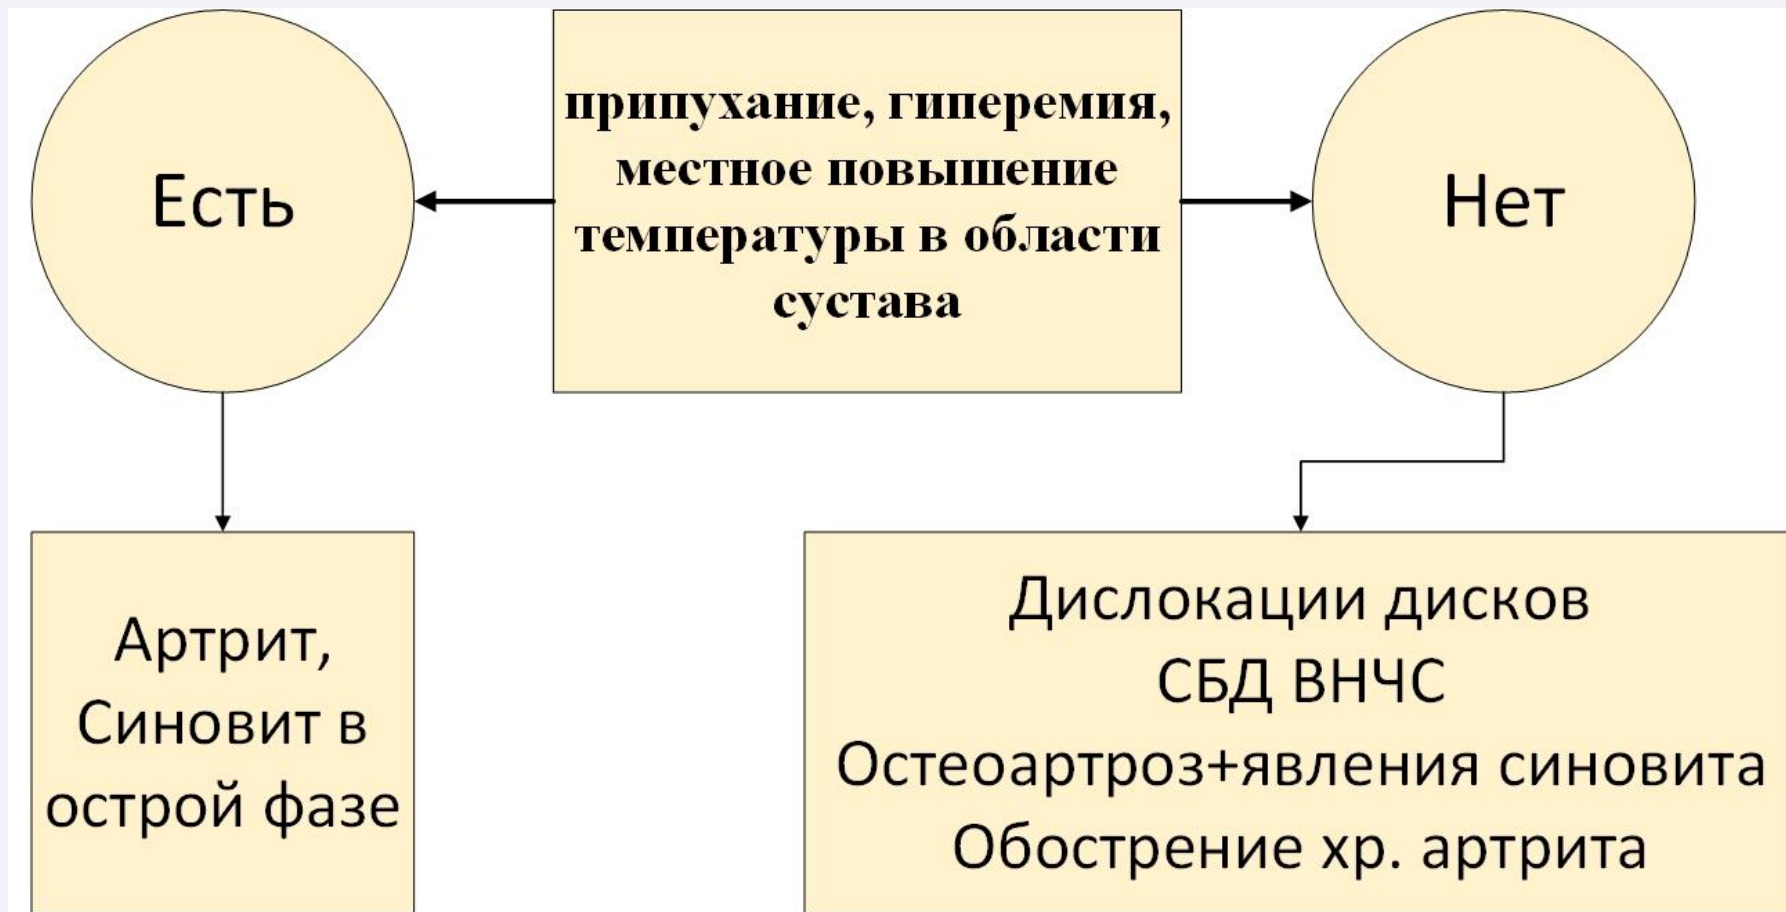 Есть
припухание, гиперемия,
местное повышение
температуры в области
сустава
Нет
Артрит,
Синовит в
острой фазе
Дислокации дисков
СБД ВНЧС
Остеоартроз+явления синовита
Обострение хр. артрита